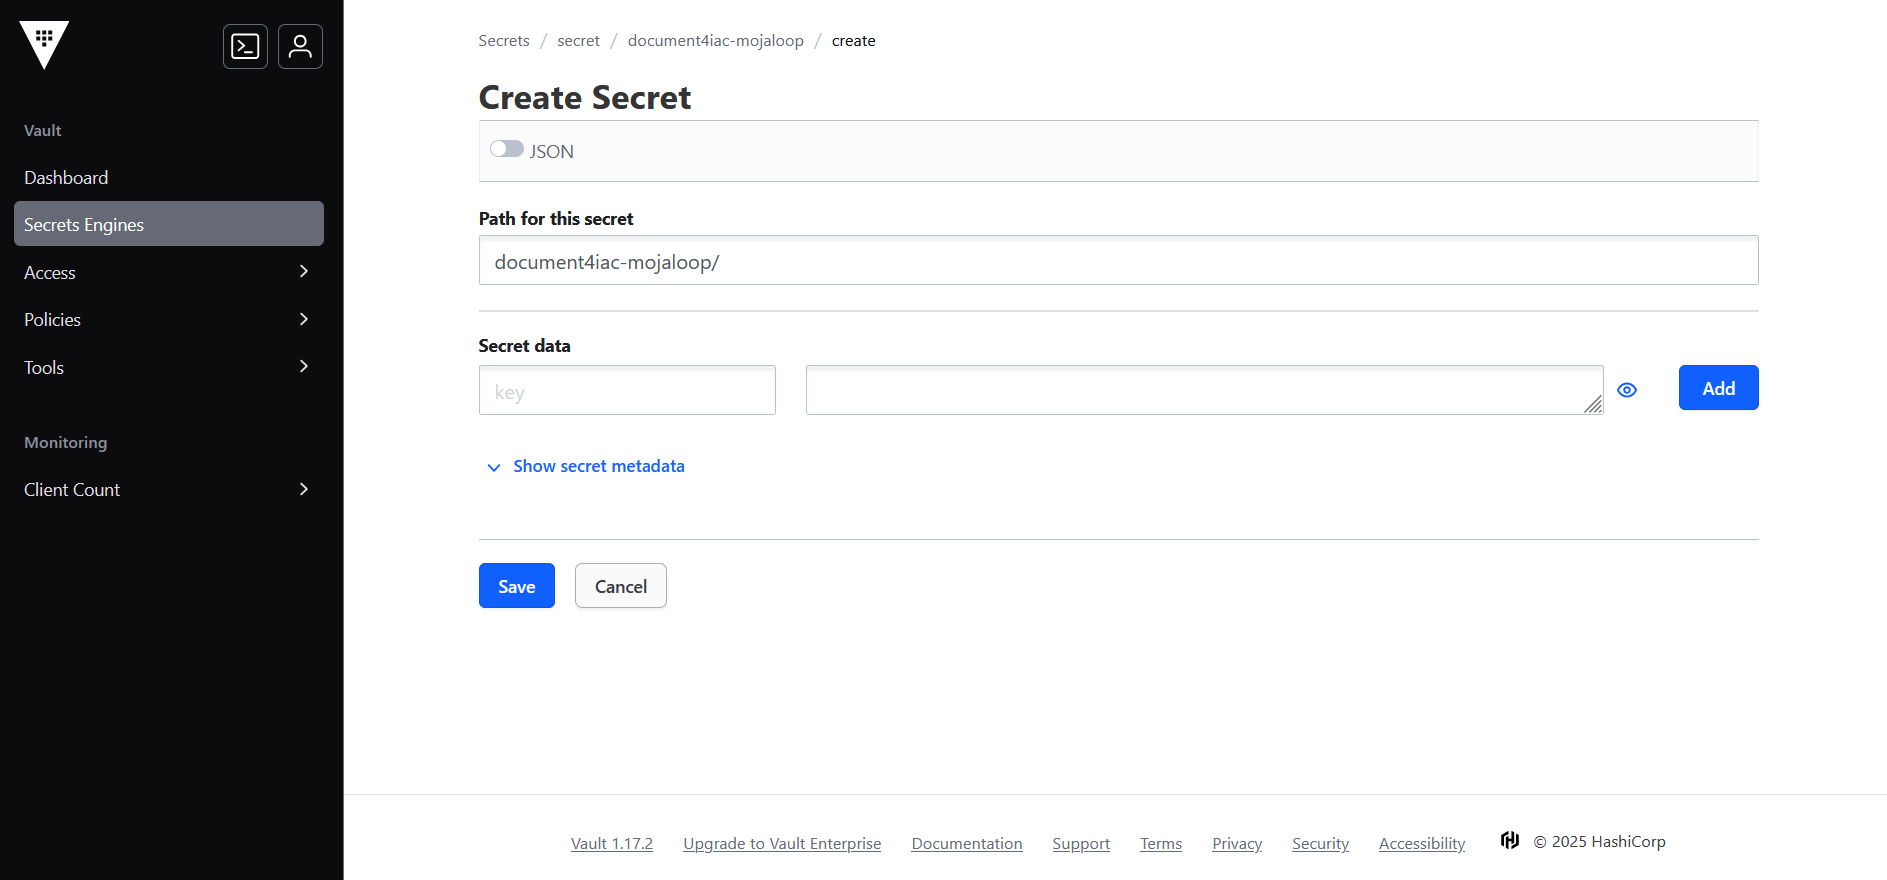 Vault
Dashboard
Secrets Engines
Access
Policies
Tools
Monitoring
Client Count
Secrets / secret / document4iac-mojaloop / create
Create Secret
JSON
Path for this secret
document4iac-mojaloop/
Secret data
key
Add
Show secret metadata
Save Cancel
Vault 1.17.2 Upgrade to Vault Enterprise Documentation Support Terms Privacy Security Accessibility © 2025 HashiCorp